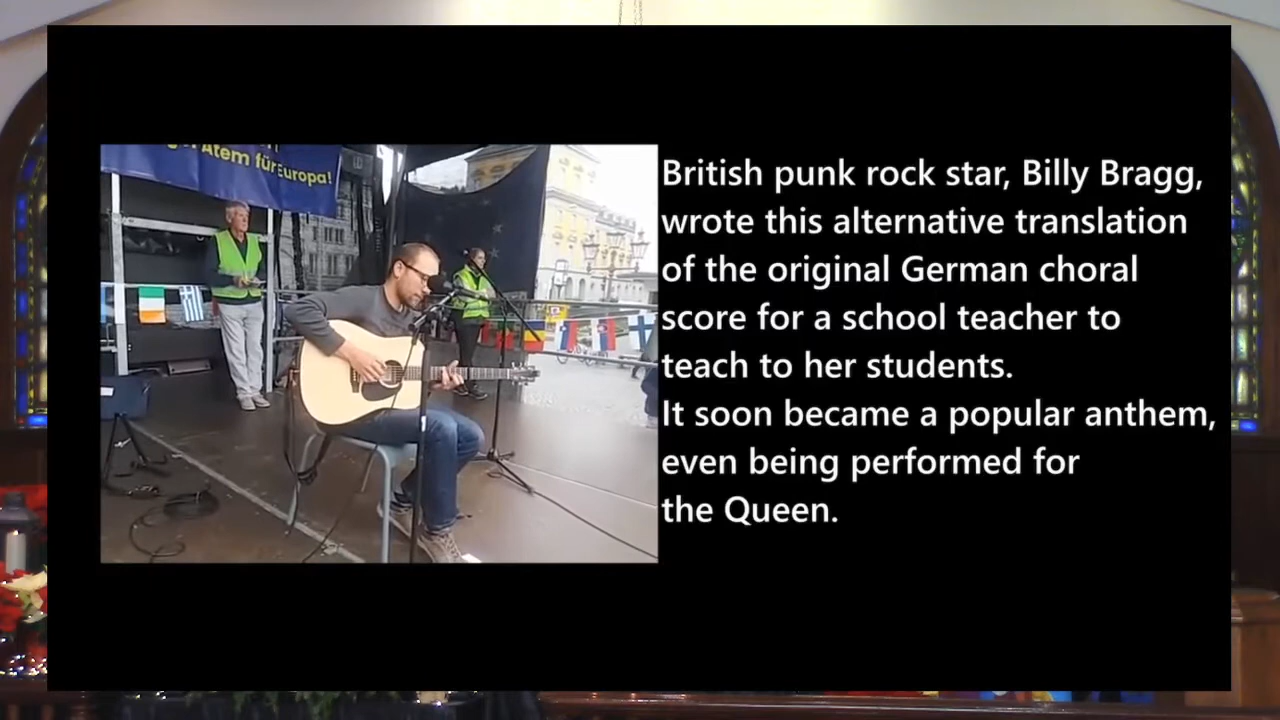 Atem für Europa!
British punk rock star, Billy Bragg,
wrote this alternative translation
of the original German choral
score for a school teacher to
teach to her students.
It soon became a popular anthem,
even being performed for
the Queen.